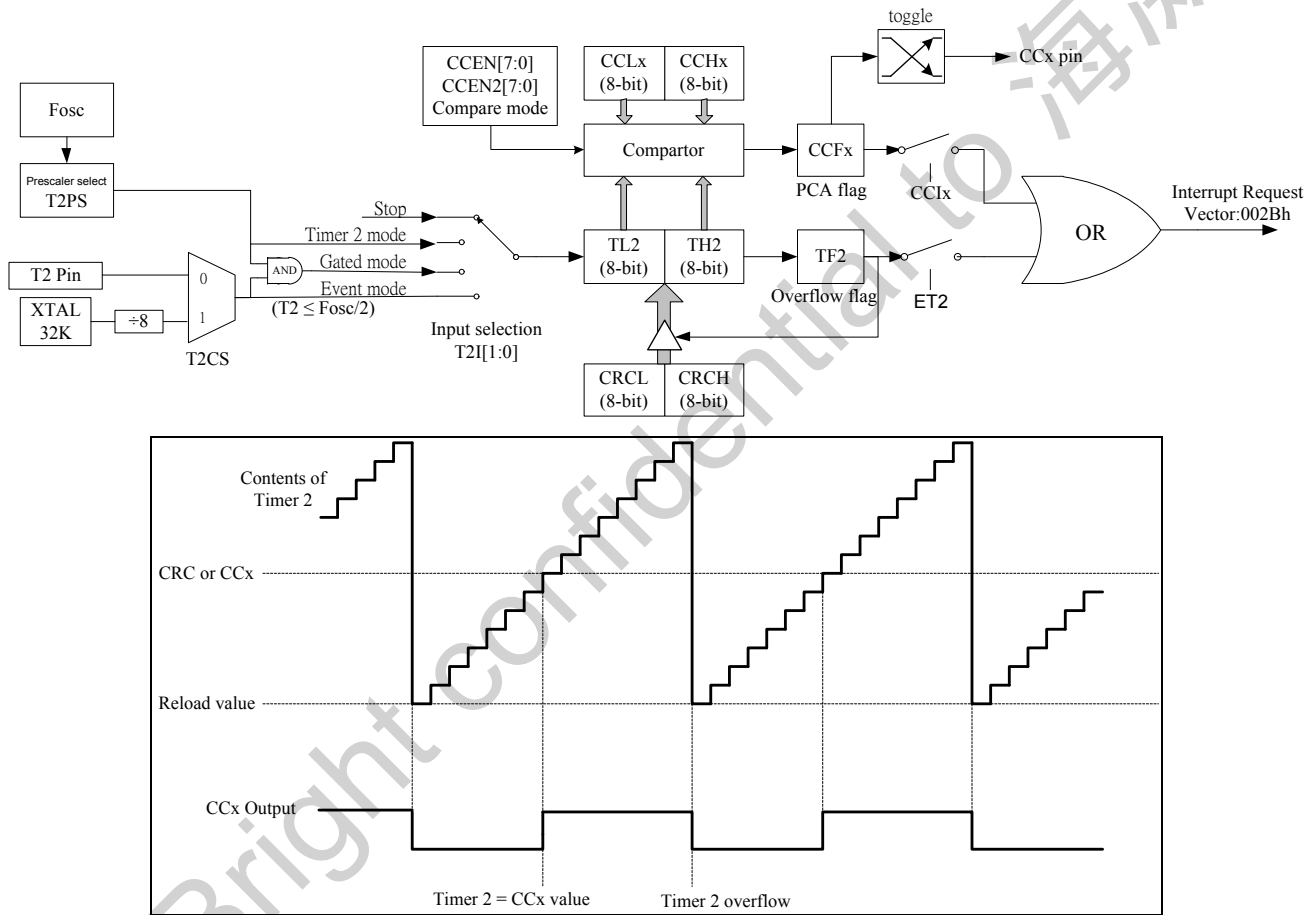 toggle
CCx pin
CCEN[7:0]
CCEN2[7:0]
Compare mode
CCLx
(8-bit)
CCHx
(8-bit)
Fosc
Compartor
CCFx
PCA flag
CCIx
Prescaler select
T2PS
Interrupt Request
Vector:002Bh
Stop
Timer 2 mode
Gated mode
Event mode
(T2 ≤ Fosc/2)
AND
TL2
(8-bit)
TH2
(8-bit)
TF2
Overflow flag
ET2
OR
T2 Pin
XTAL
32K
÷8
0
1
T2CS
Input selection
T2I[1:0]
CRCL
(8-bit)
CRCH
(8-bit)
Contents of
Timer 2
CRC or CCx
Reload value
CCx Output
Timer 2 = CCx value
Timer 2 overflow
Bright confidential to 海